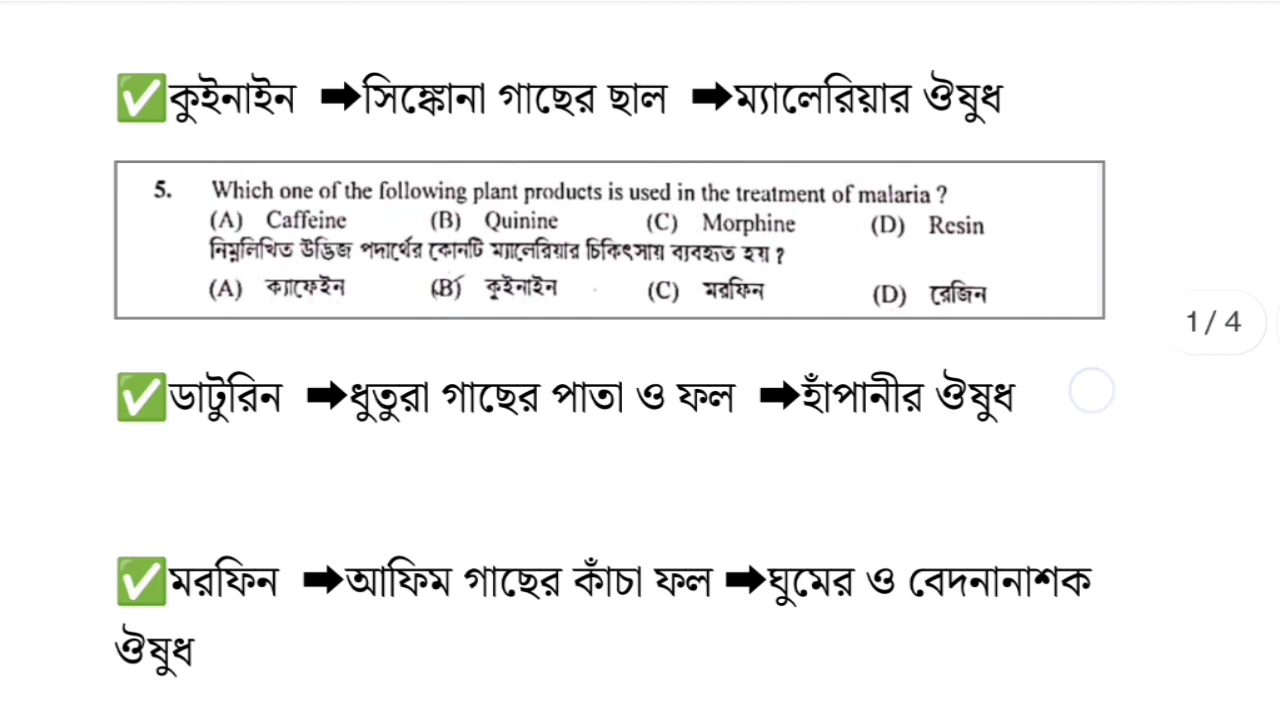 ✅কুইনাইন ➡সিঙ্কোনা গাছের ছাল ➡ম্যালেরিয়ার ঔষুধ
5. Which one of the following plant products is used in the treatment of malaria ?
(A) Caffeine (B) Quinine (C) Morphine (D) Resin
নিম্নলিখিত উদ্ভিজ পদার্থের কোনটি ম্যালেরিয়ার চিকিৎসায় ব্যবহৃত হয় ?
(A) ক্যাফেইন (B) কুইনাইন (C) মরফিন (D) রেজিন
1 / 4
✅ডাটুরিন ➡ধুতুরা গাছের পাতা ও ফল ➡হাঁপানীর ঔষুধ
✅মরফিন ➡আফিম গাছের কাঁচা ফল ➡ঘুমের ও বেদনানাশক
ঔষুধ